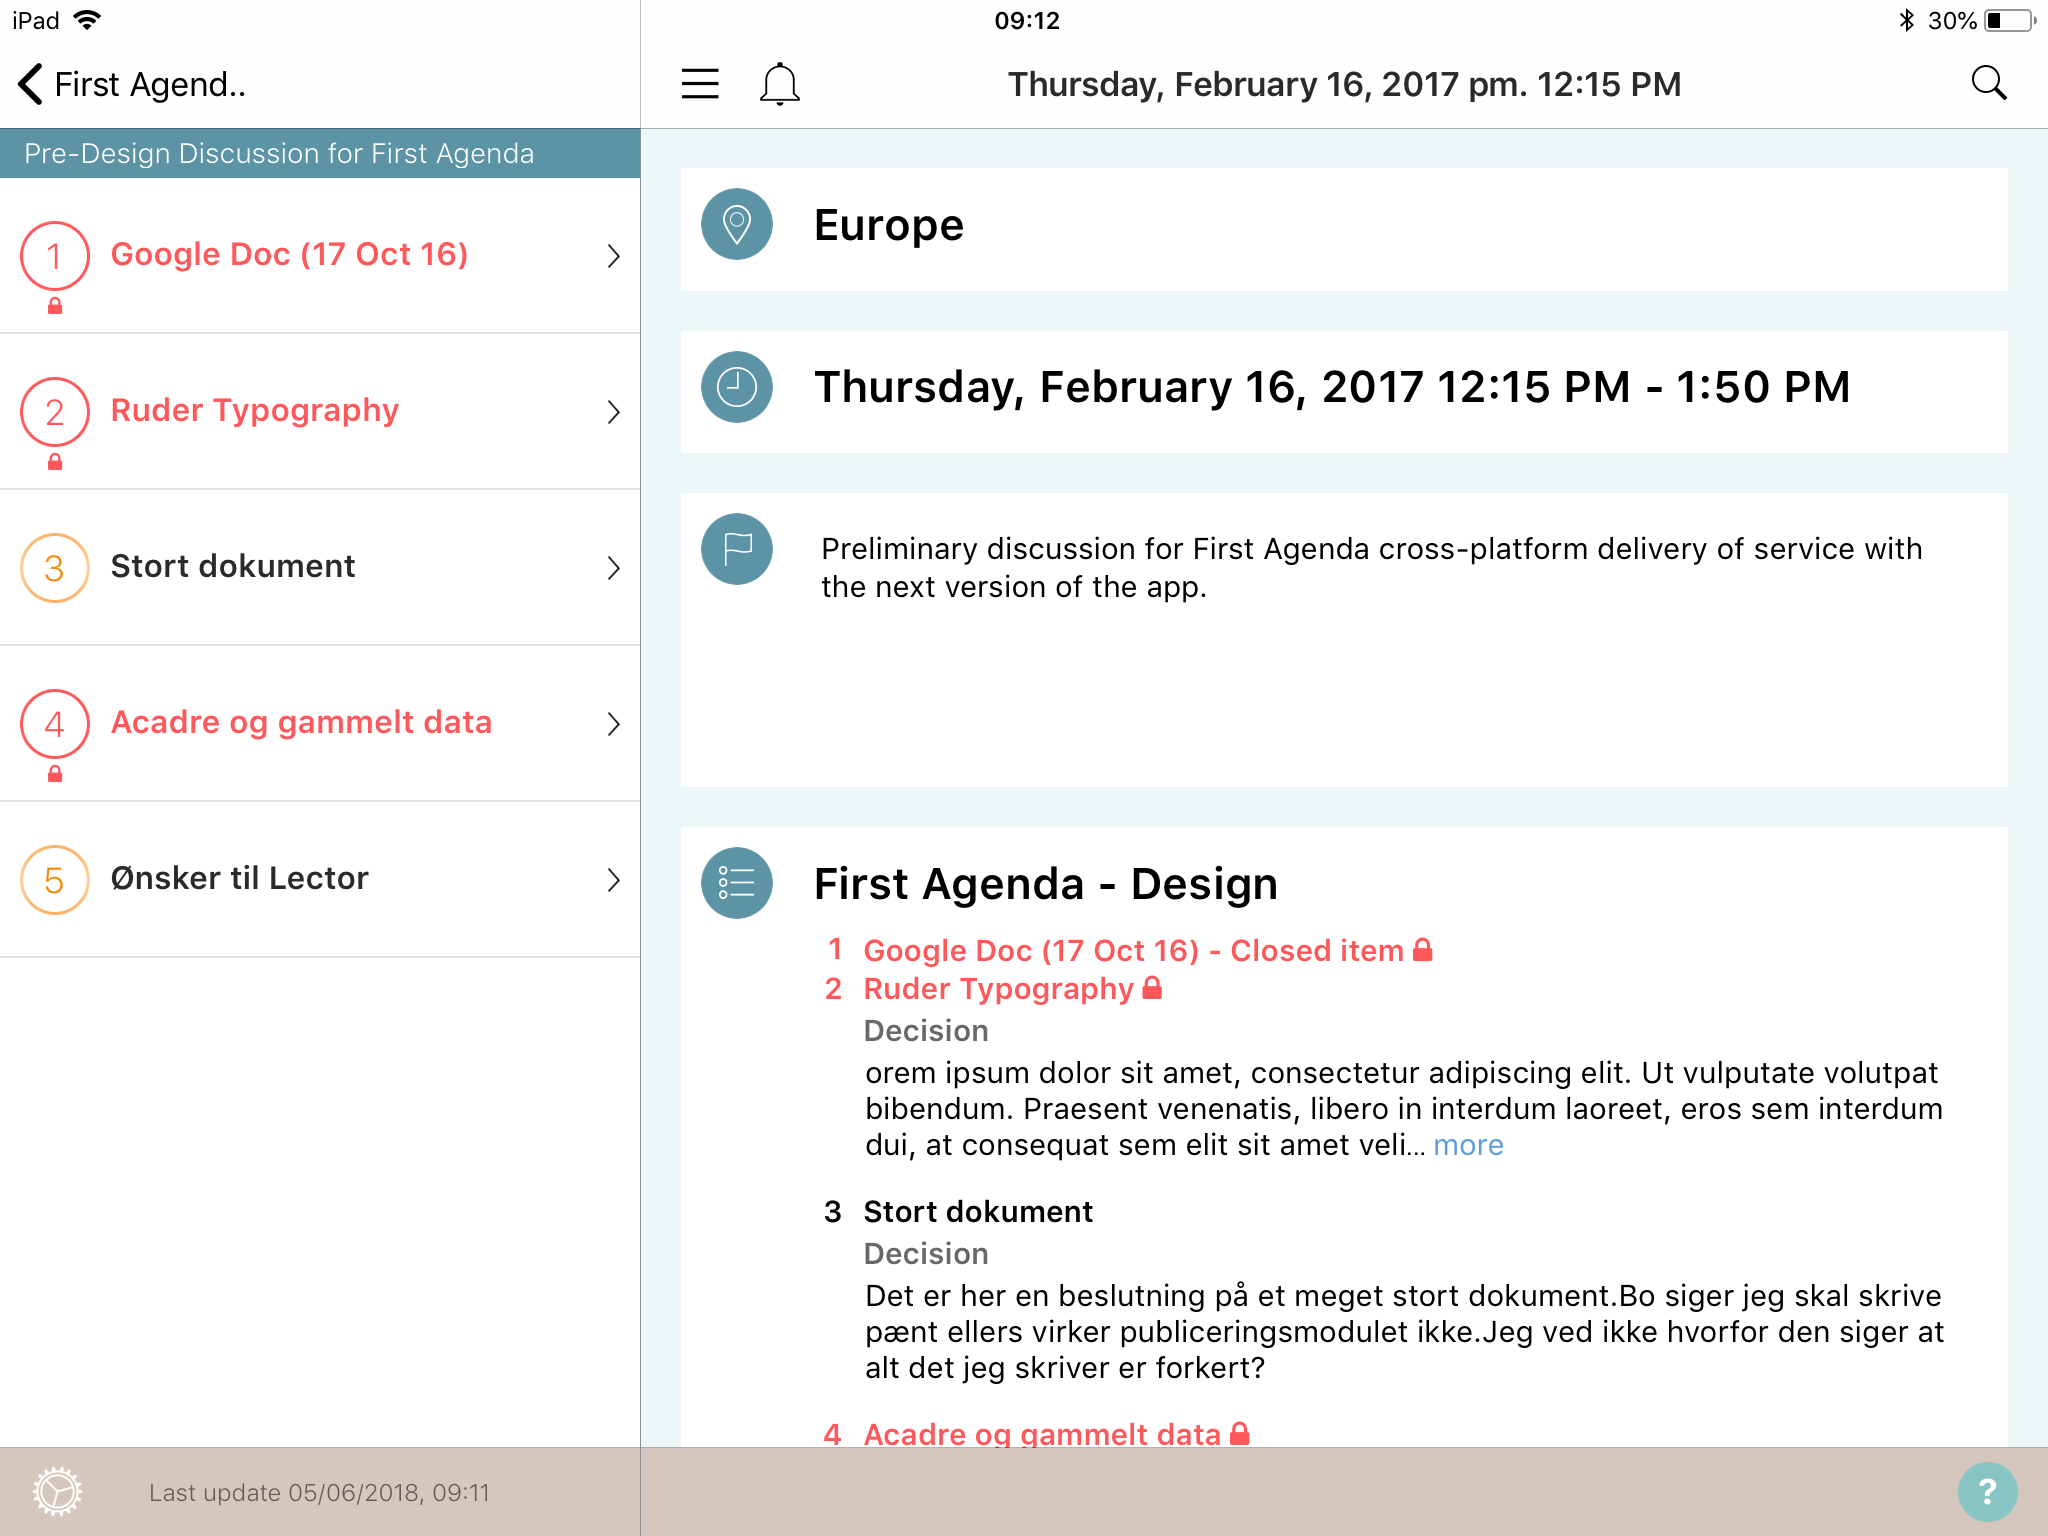 iPad
09:12
30%
First Agend..
Thursday, February 16, 2017 pm. 12:15 PM
Pre-Design Discussion for First Agenda
1 Google Doc (17 Oct 16)
2 Ruder Typography
3 Stort dokument
4 Acadre og gammelt data
5 Ønsker til Lector
Europe
Thursday, February 16, 2017 12:15 PM - 1:50 PM
Preliminary discussion for First Agenda cross-platform delivery of service with
the next version of the app.
First Agenda - Design
1 Google Doc (17 Oct 16) - Closed item
2 Ruder Typography
Decision
orem ipsum dolor sit amet, consectetur adipiscing elit. Ut vulputate volutpat
bibendum. Praesent venenatis, libero in interdum laoreet, eros sem interdum
dui, at consequat sem elit sit amet veli... more
3 Stort dokument
Decision
Det er her en beslutning på et meget stort dokument.Bo siger jeg skal skrive
pænt ellers virker publiceringsmodulet ikke.Jeg ved ikke hvorfor den siger at
alt det jeg skriver er forkert?
4 Acadre og gammelt data
Last update 05/06/2018, 09:11
?